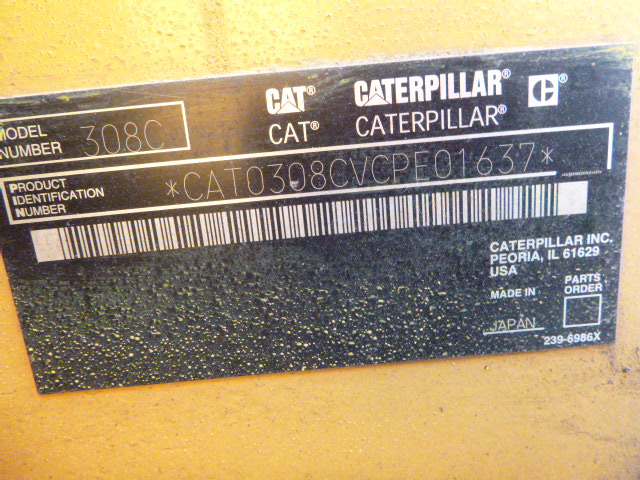 CAT® CATERPILLAR® C®
CAT® CATERPILLAR®
MODEL NUMBER 308C
PRODUCT IDENTIFICATION NUMBER *CAT0308CVCPE01637*
CATERPILLAR INC.
PEORIA, IL 61629
USA
MADE IN JAPAN
PARTS ORDER
239-6986X